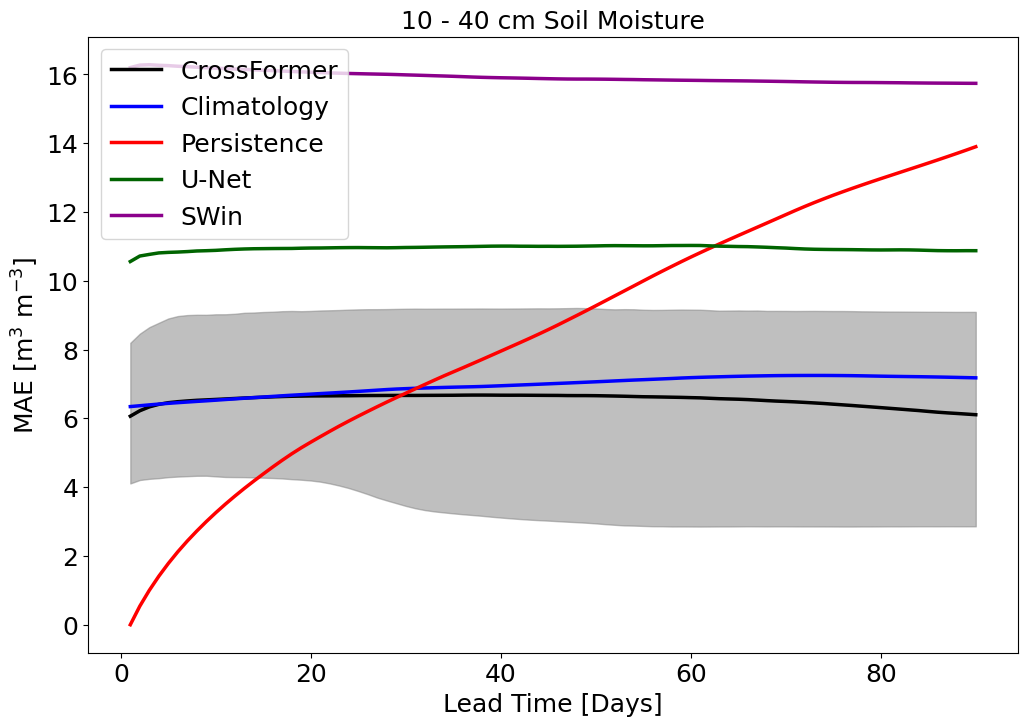 10 - 40 cm Soil Moisture
MAE [m³ m⁻³]
16
14
12
10
8
6
4
2
0
CrossFormer
Climatology
Persistence
U-Net
SWin
0 20 40 60 80
Lead Time [Days]